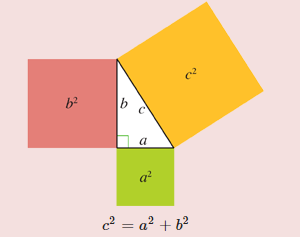 c²
b²
b
c
a
a²
c² = a² + b²